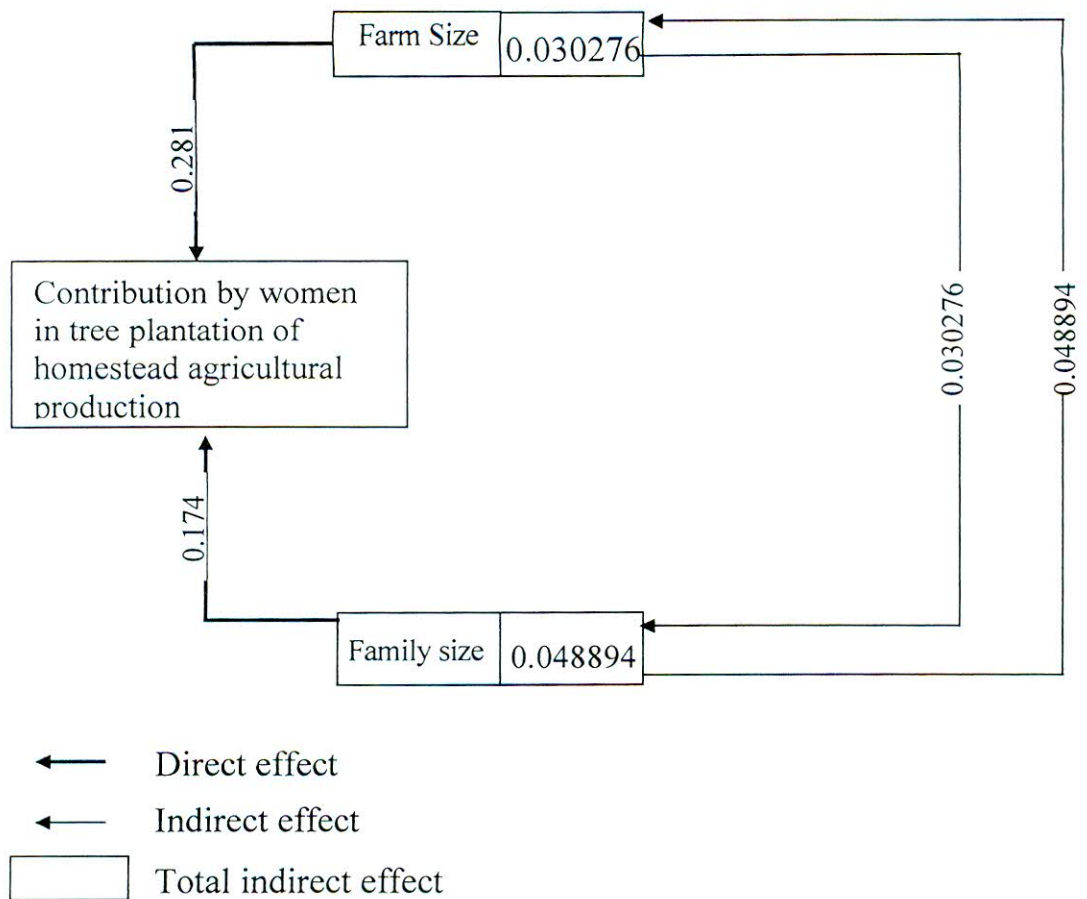 Farm Size
0.030276
0.281
Contribution by women
in tree plantation of
homestead agricultural
production
0.030276
0.048894
0.174
Family size
0.048894
Direct effect
Indirect effect
Total indirect effect